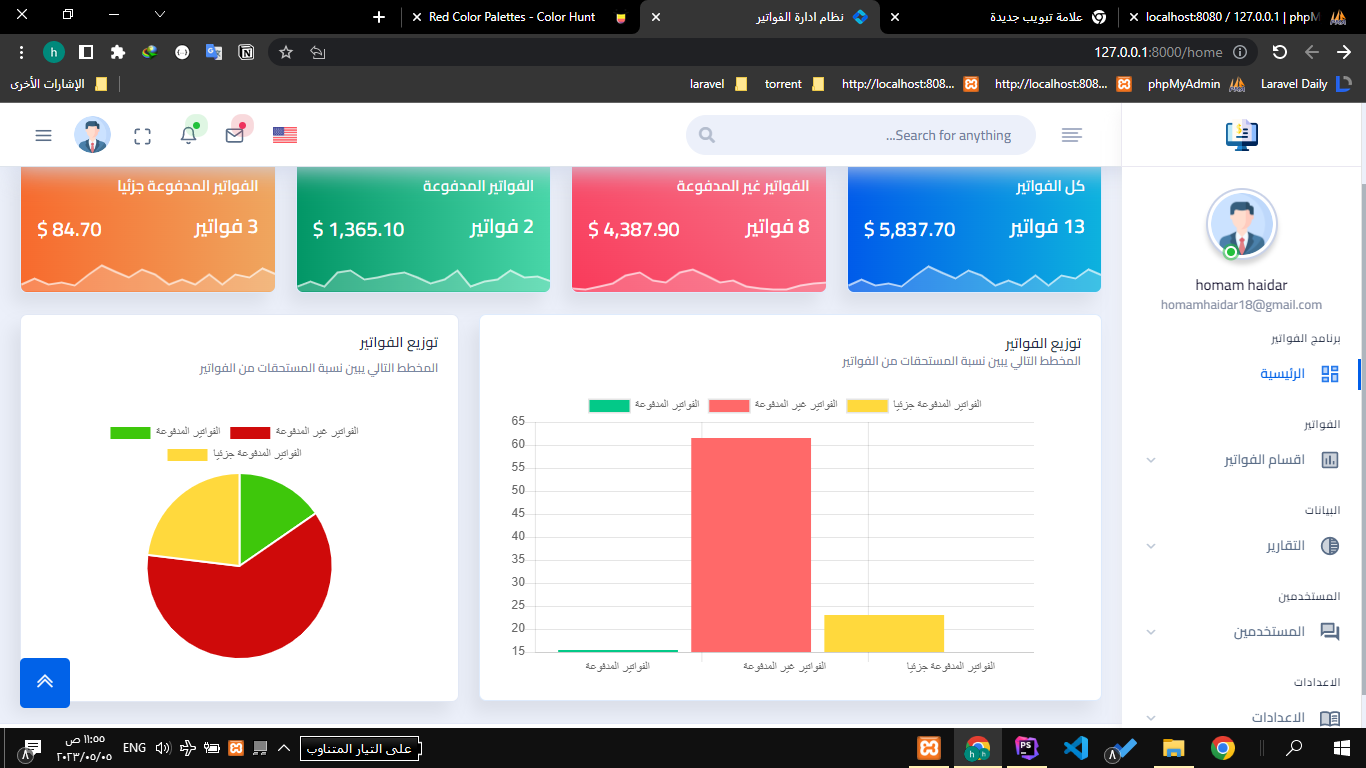 Red Color Palettes - Color Hunt
نظام ادارة الفواتير
علامة تبويب جديدة
localhost:8080 / 127.0.0.1 | phpM
127.0.0.1:8000/home
الإشارات الأخرى
laravel
torrent
http://localhost:808...
http://localhost:808...
phpMyAdmin
Laravel Daily
Search for anything...
كل الفواتير
13 فواتير
$ 5,837.70
الفواتير غير المدفوعة
8 فواتير
$ 4,387.90
الفواتير المدفوعة
2 فواتير
$ 1,365.10
الفواتير المدفوعة جزئيا
3 فواتير
$ 84.70
homam haidar
homamhaidar18@gmail.com
برنامج الفواتير
الرئيسية
الفواتير
اقسام الفواتير
البيانات
التقارير
المستخدمين
المستخدمين
الاعدادات
الاعدادات
توزيع الفواتير
المخطط التالي يبين نسبة المستحقات من الفواتير
الفواتير المدفوعة
الفواتير غير المدفوعة
الفواتير المدفوعة جزئيا
65
60
55
50
45
40
35
30
25
20
15
الفواتير المدفوعة
الفواتير غير المدفوعة
الفواتير المدفوعة جزئيا
توزيع الفواتير
المخطط التالي يبين نسبة المستحقات من الفواتير
الفواتير المدفوعة
الفواتير غير المدفوعة
الفواتير المدفوعة جزئيا
على التيار المتناوب
ENG
١١:٥٥ ص
٢٠٢٣/٠٥/٠٥
٨
٨